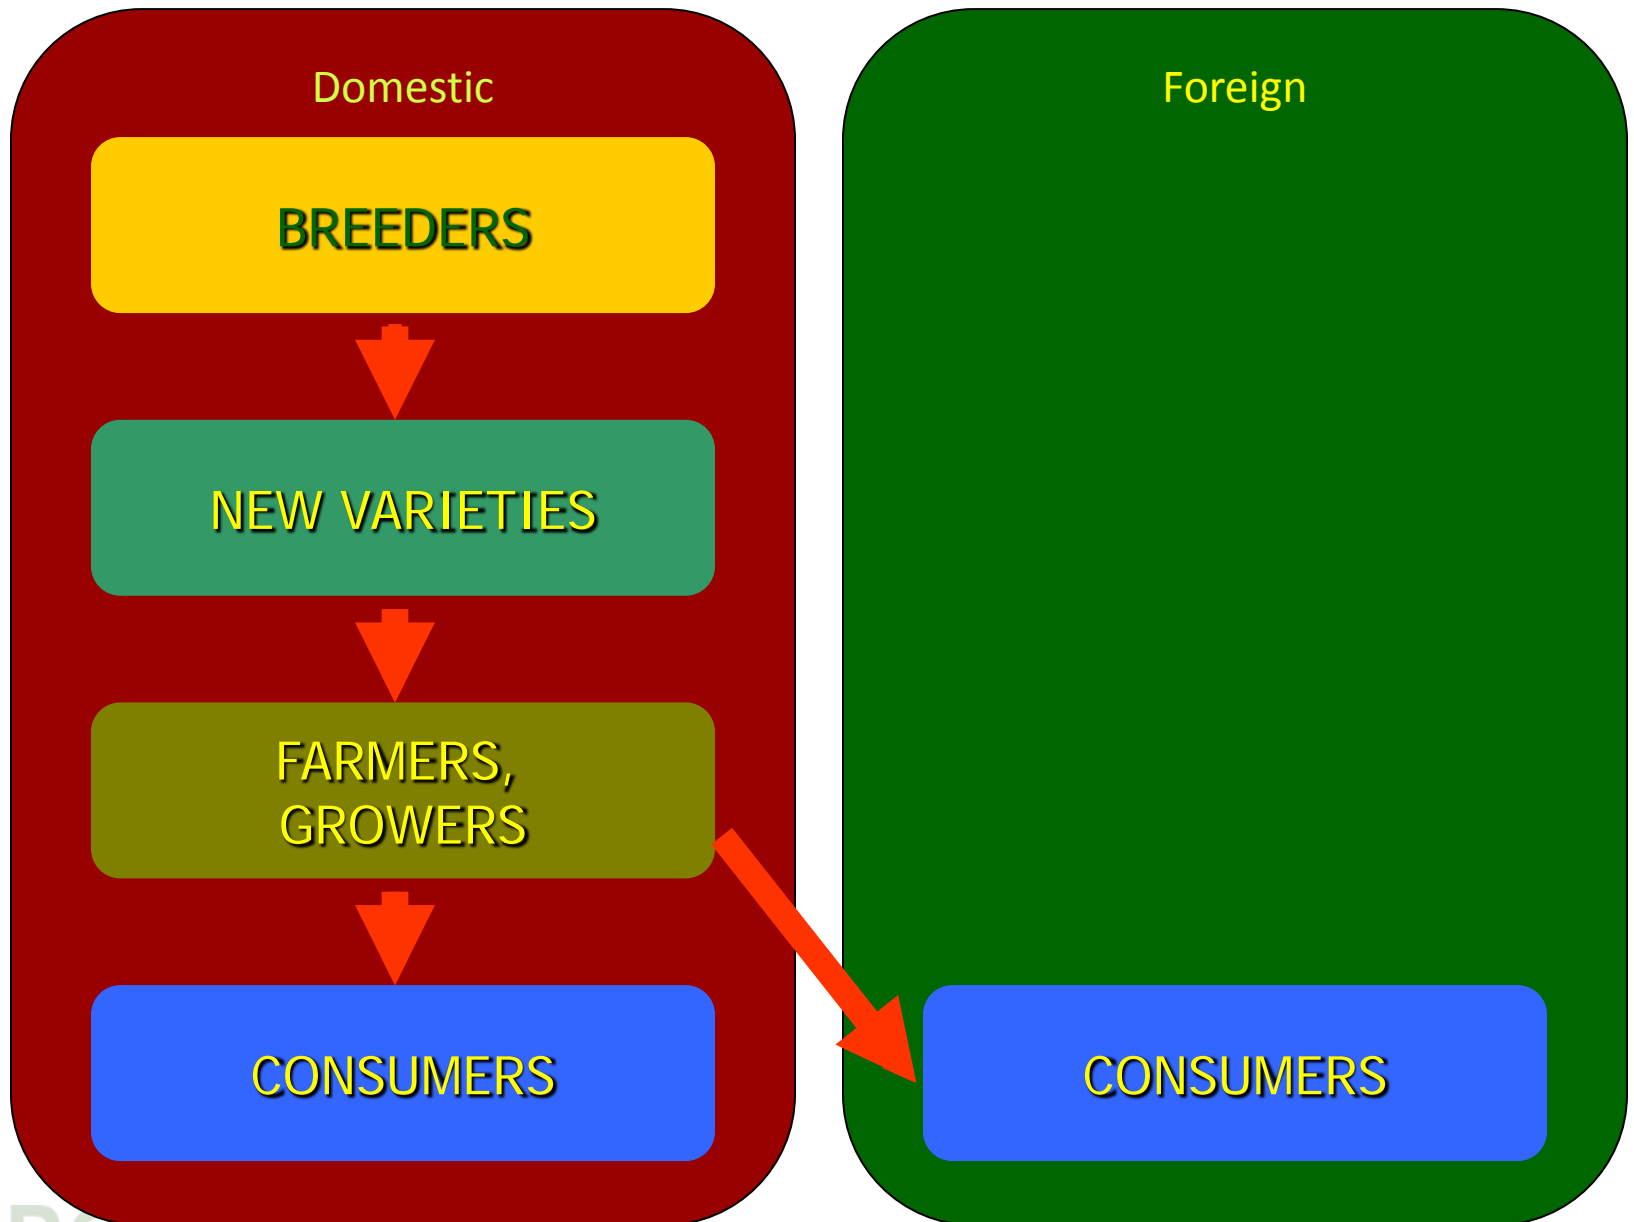 Domestic
BREEDERS
NEW VARIETIES
FARMERS,
GROWERS
CONSUMERS
Foreign
CONSUMERS